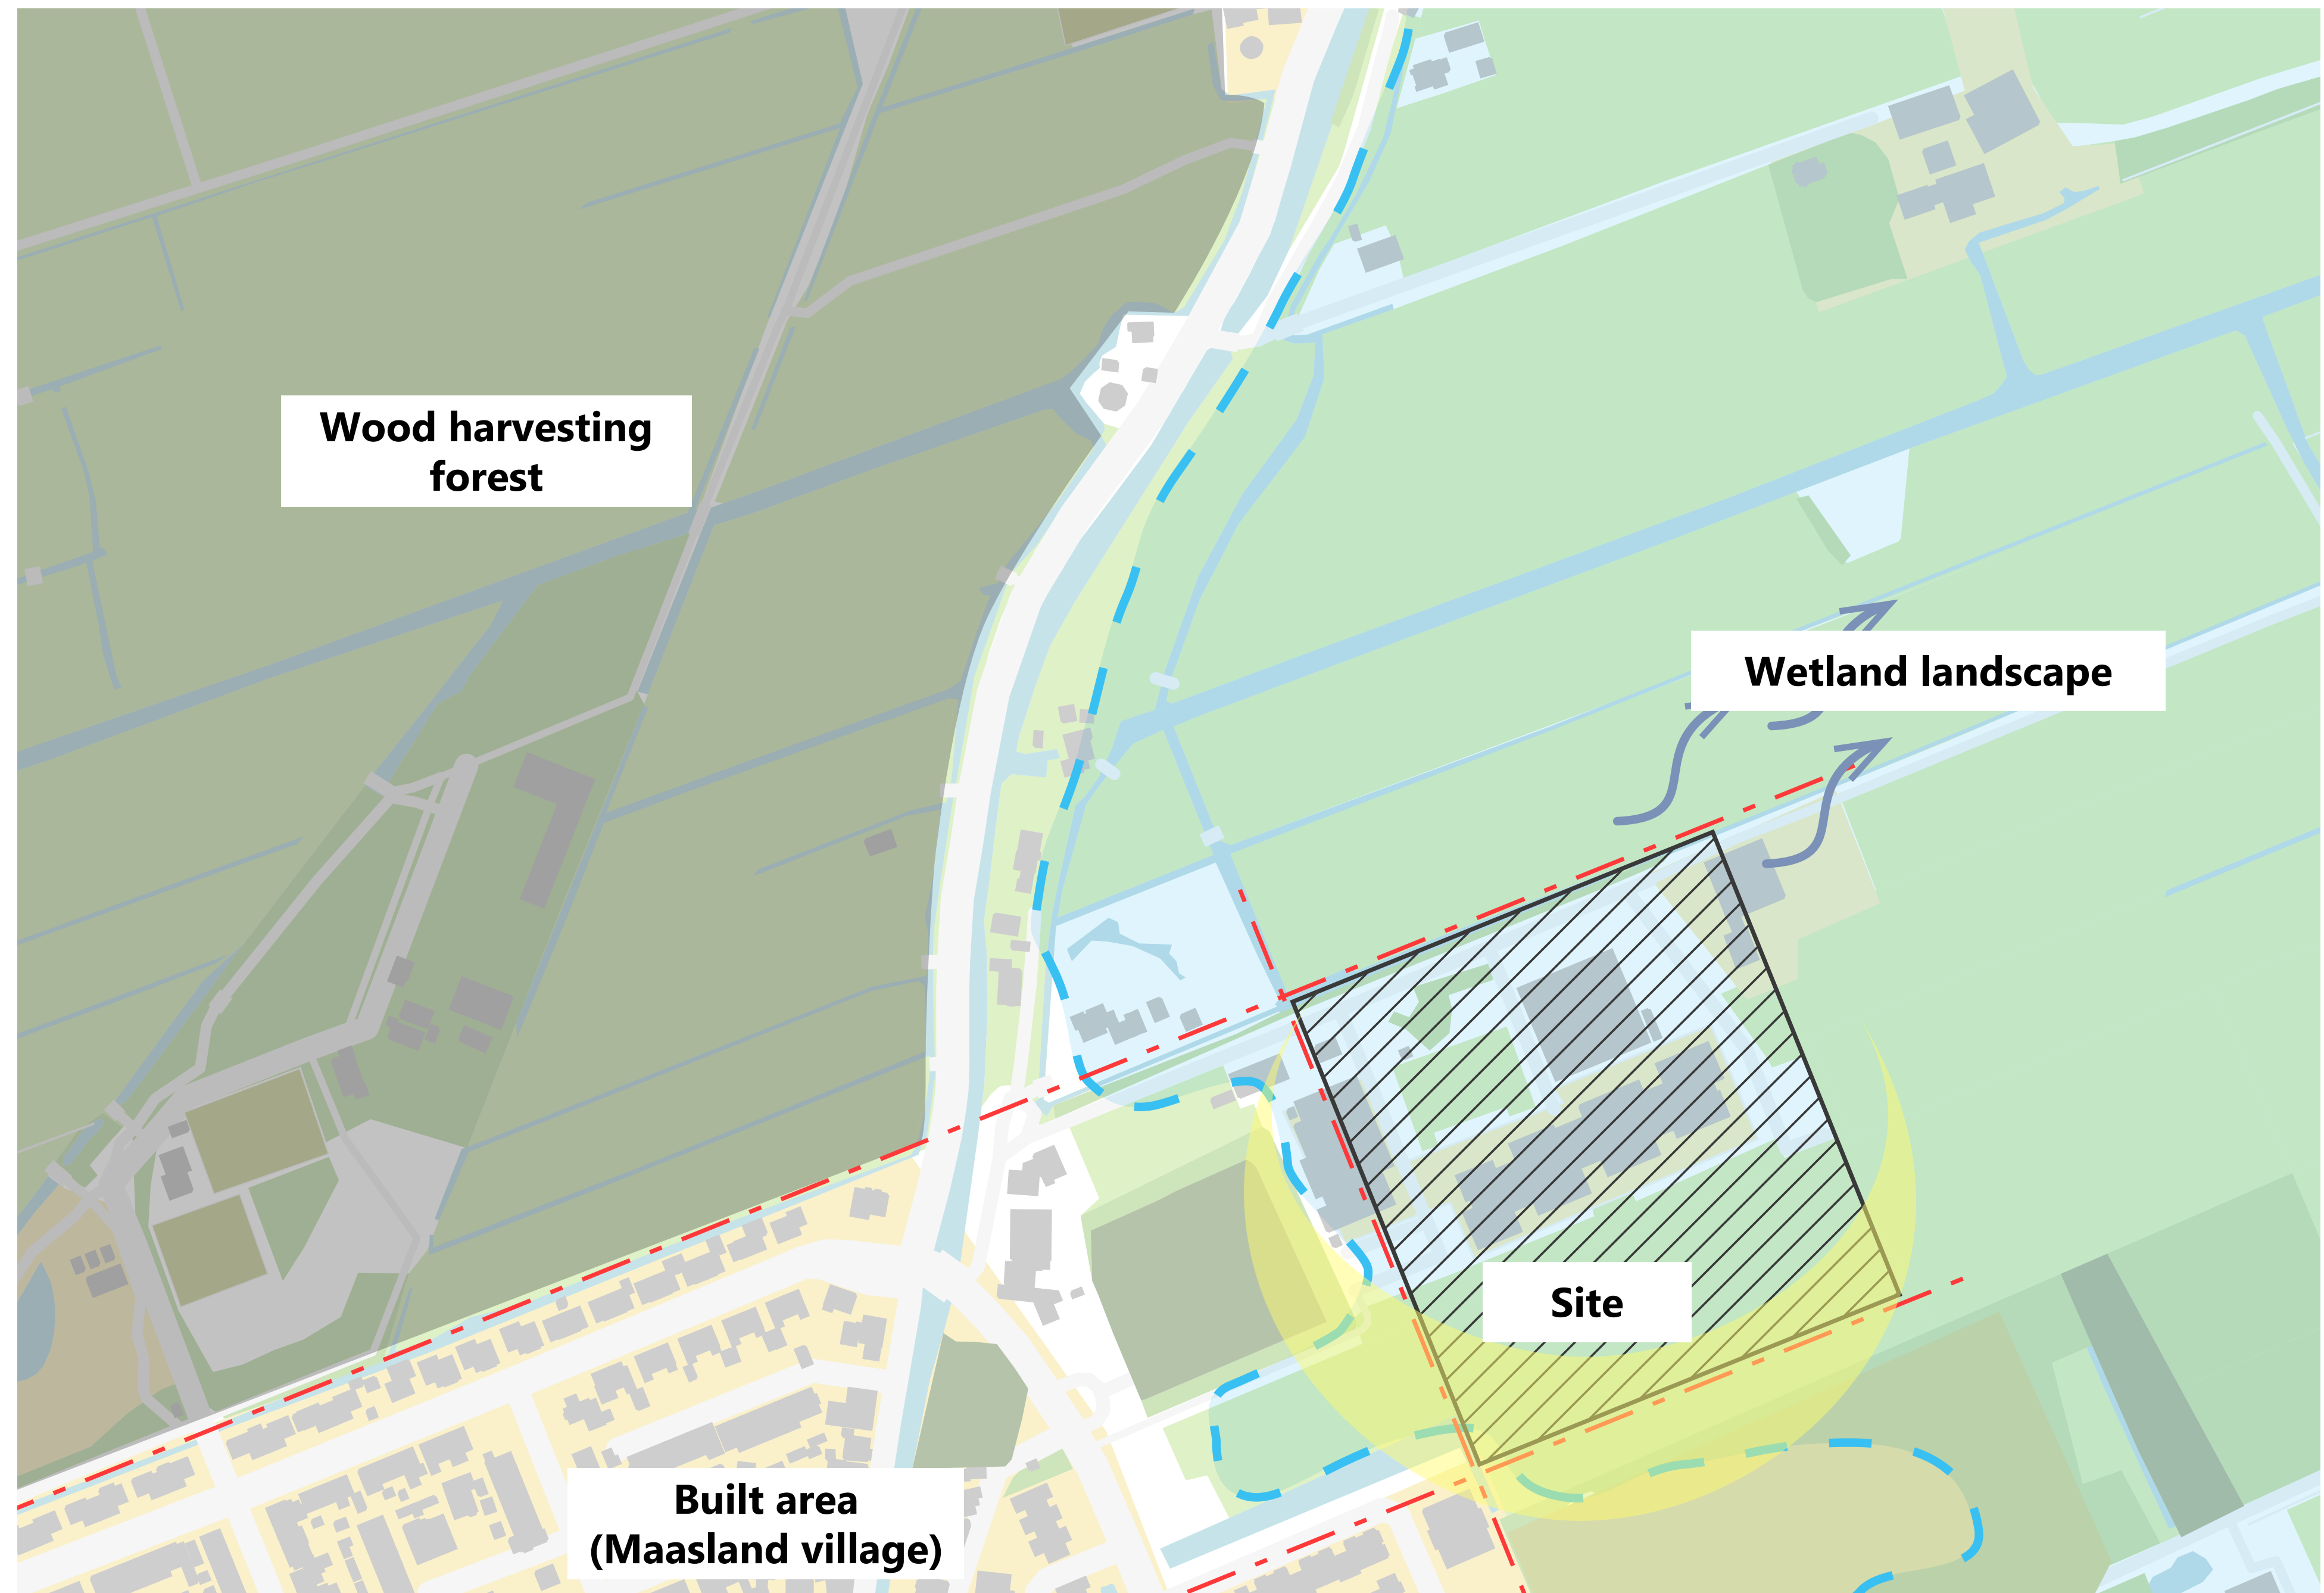 Wood harvesting
forest
Wetland landscape
Site
Built area
(Maasland village)